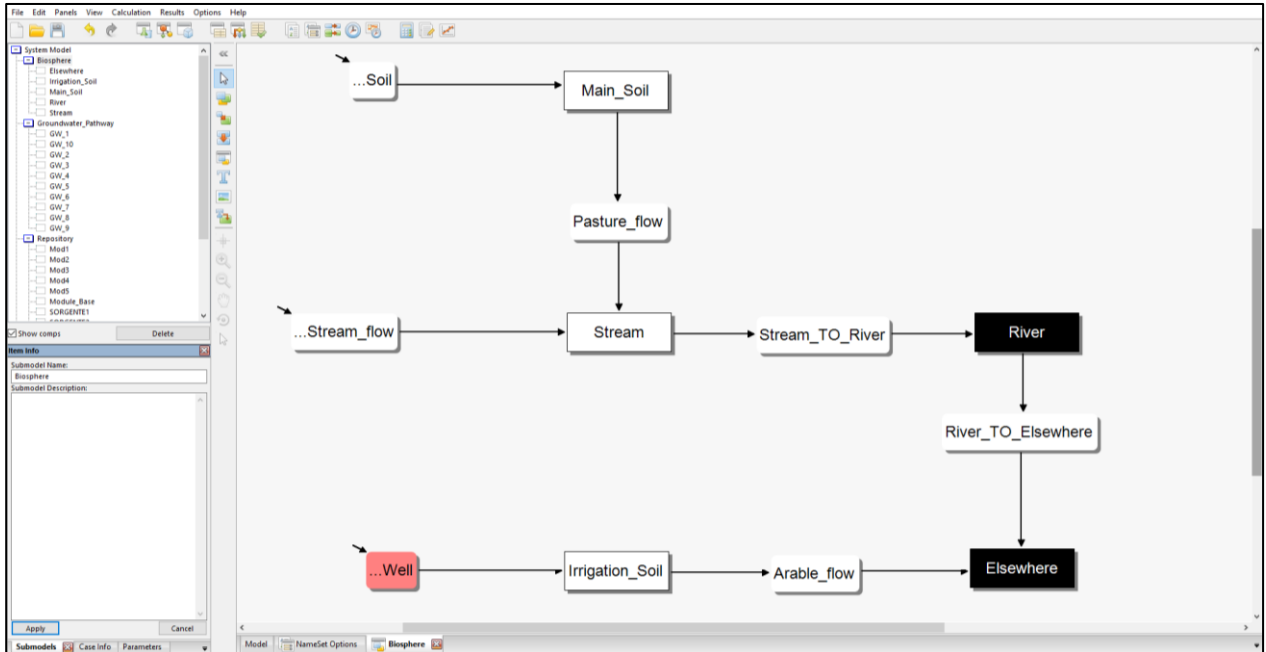 File Edit Panels View Calculation Results Options Help
System Model
Biosphere
Elsewhere
Irrigation_Soil
Main_Soil
River
Stream
Groundwater_Pathway
GW_1
GW_10
GW_2
GW_3
GW_4
GW_5
GW_6
GW_7
GW_8
GW_9
Repository
Mod1
Mod2
Mod3
Mod4
Mod5
Module_Base
SORGENTE1
Show comps Delete
Item Info
Submodel Name:
Biosphere
Submodel Description:
Apply Cancel
Submodels Case Info Parameters
...Soil Main_Soil
Pasture_flow
...Stream_flow Stream Stream_TO_River River
River_TO_Elsewhere
...Well Irrigation_Soil Arable_flow Elsewhere
Model NameSet Options Biosphere